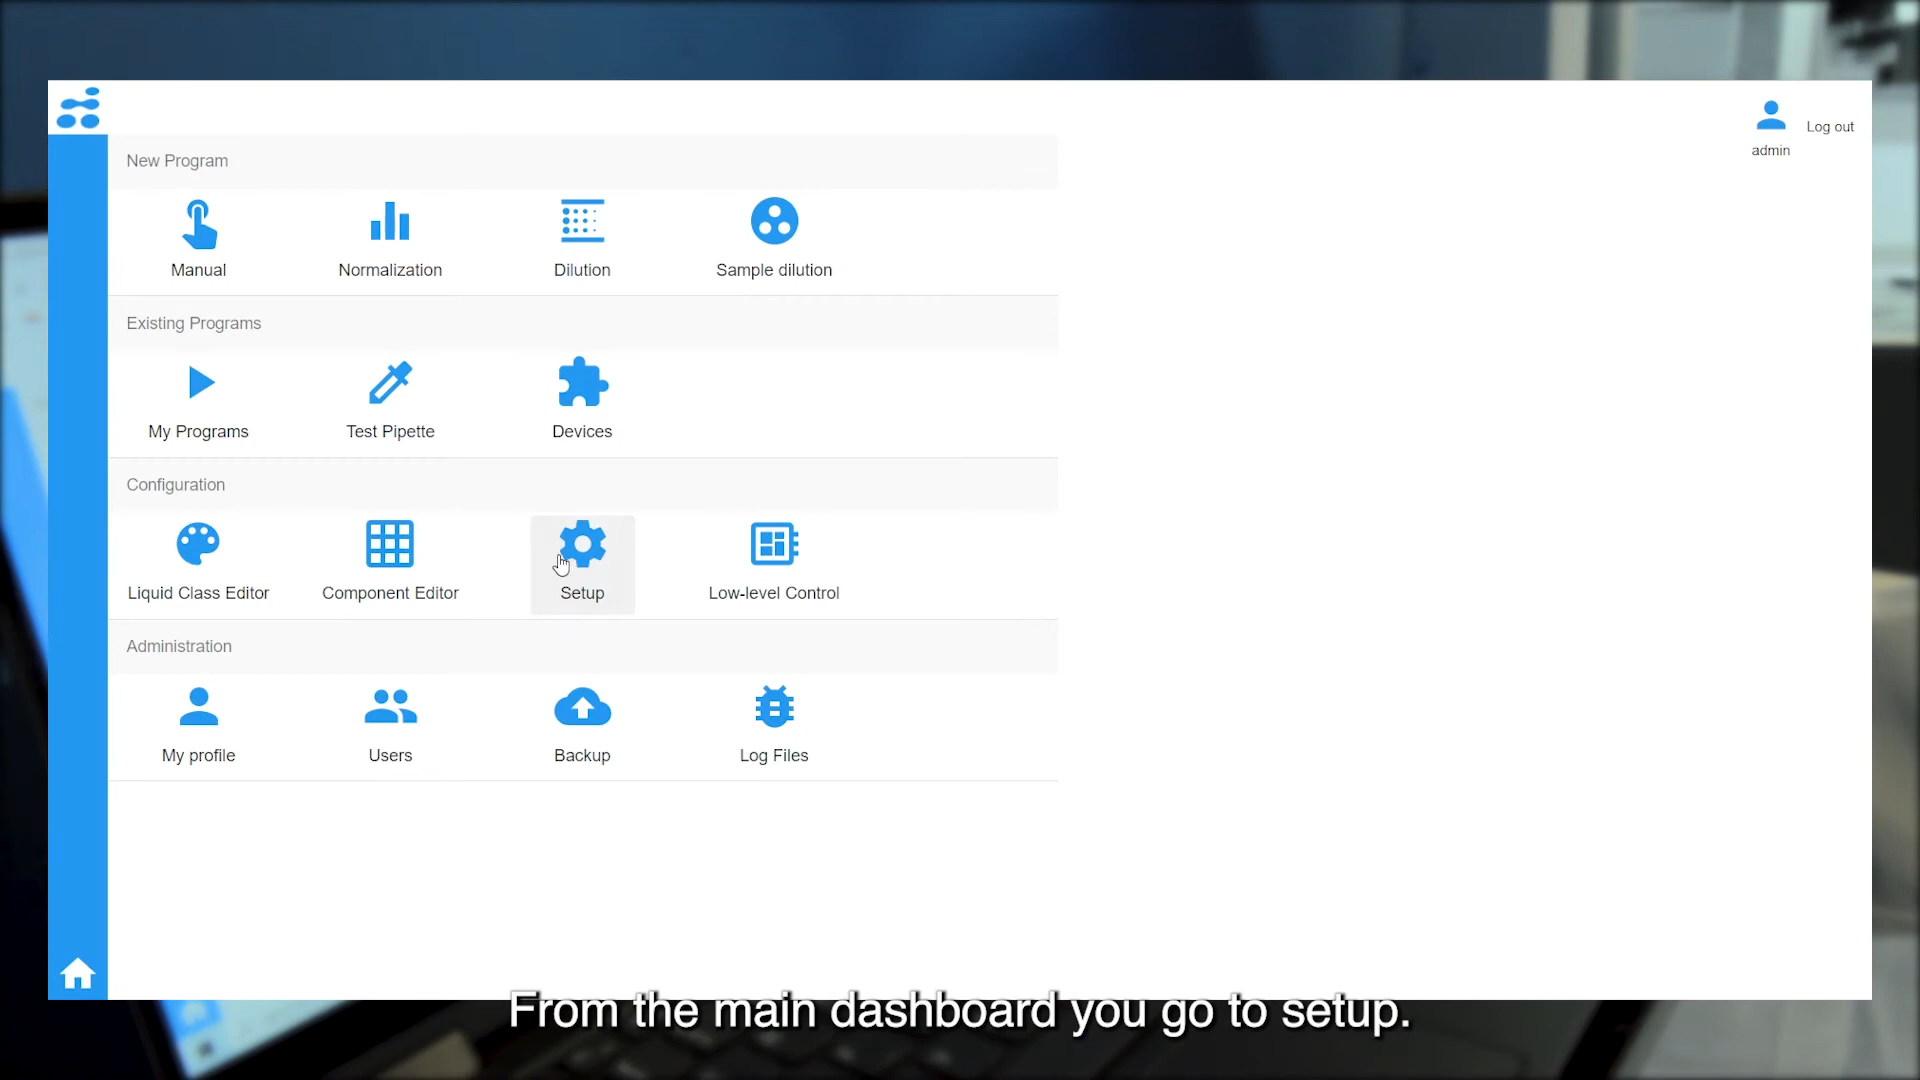 Log out
admin
New Program
Manual
Normalization
Dilution
Sample dilution
Existing Programs
My Programs
Test Pipette
Devices
Configuration
Liquid Class Editor
Component Editor
Setup
Low-level Control
Administration
My profile
Users
Backup
Log Files
From the main dashboard you go to setup.